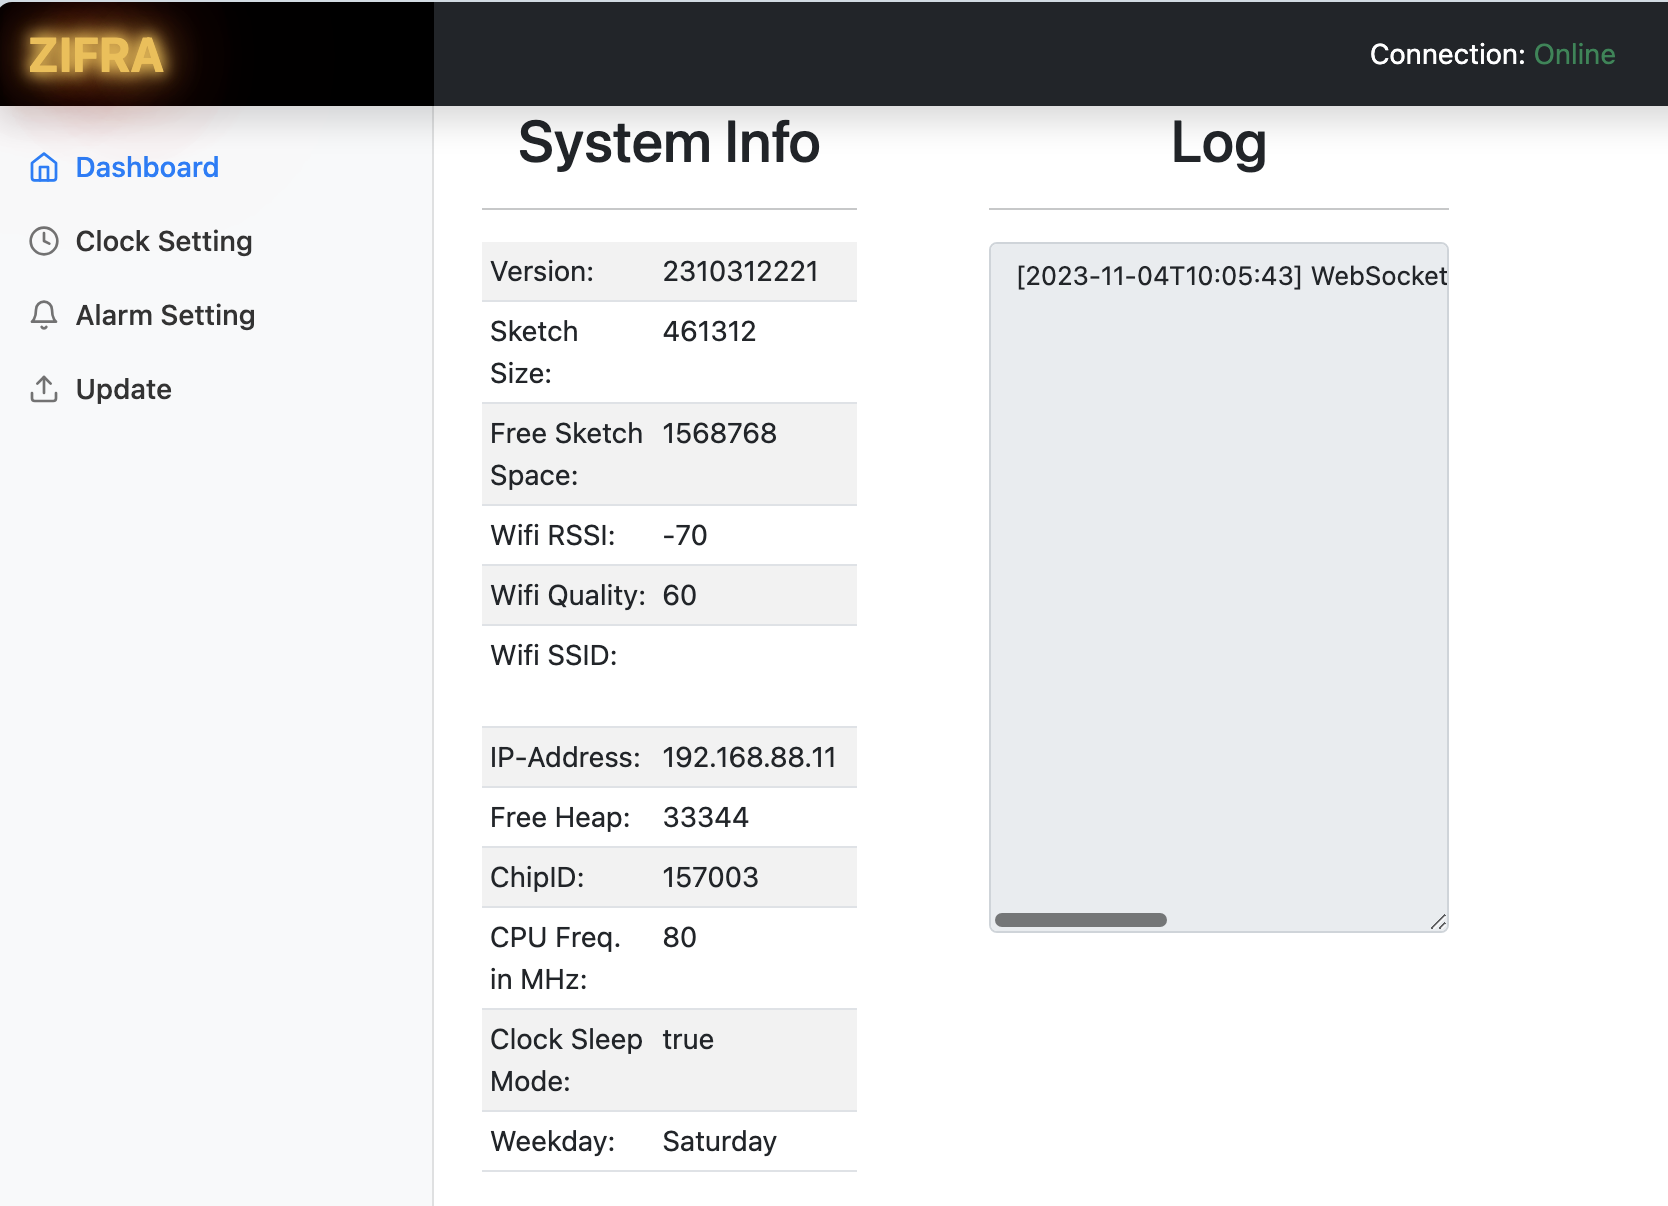 ZIFRA
Connection: Online
Dashboard
Clock Setting
Alarm Setting
Update
System Info
Version: 2310312221
Sketch
Size:
461312
Free Sketch
Space:
1568768
Wifi RSSI: -70
Wifi Quality: 60
Wifi SSID:
IP-Address: 192.168.88.11
Free Heap: 33344
ChipID: 157003
CPU Freq.
in MHz:
80
Clock Sleep
Mode:
true
Weekday: Saturday
Log
[2023-11-04T10:05:43] WebSocket